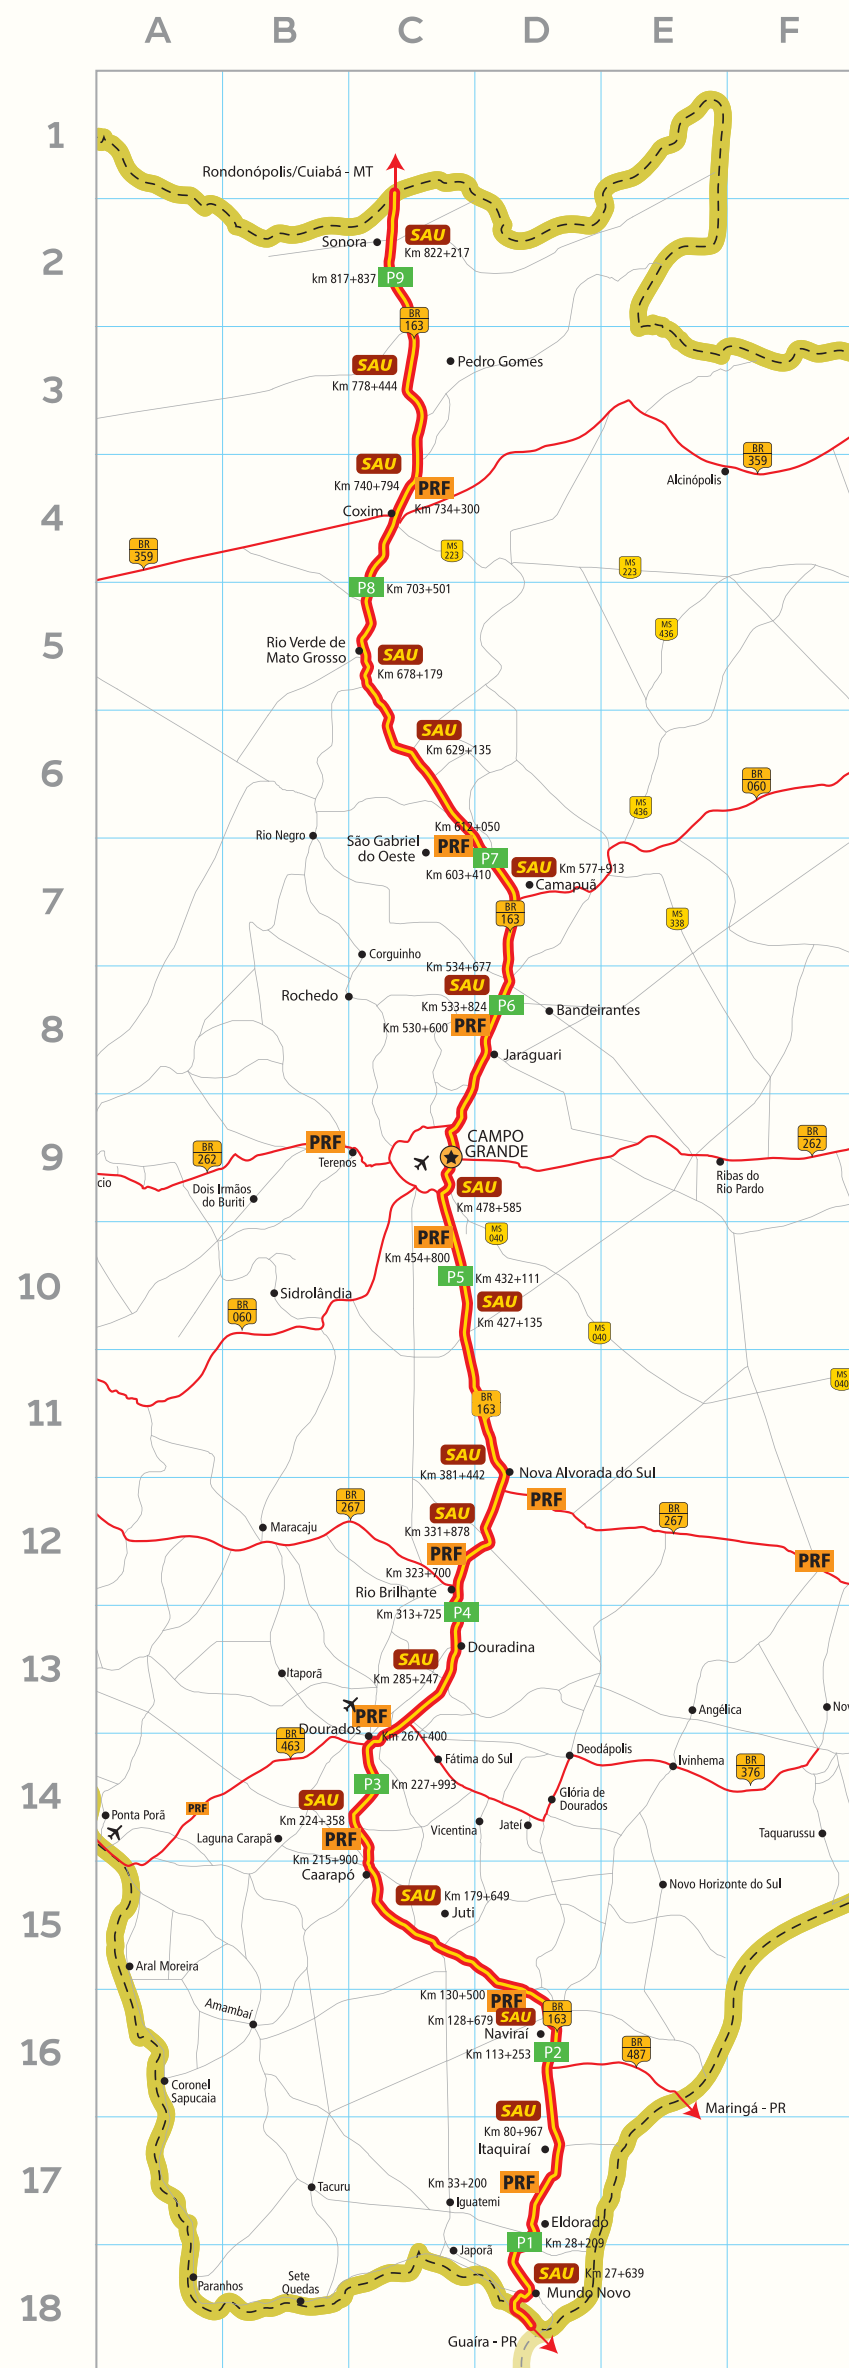 A B C D E F
1
Rondonópolis/Cuiabá - MT
2
Sonora
SAU
Km 822+217
km 817+837
P9
BR
163
3
SAU
Km 778+444
Pedro Gomes
SAU
Km 740+794
PRF
Km 734+300
BR
359
Alcinópolis
4
Coxim
BR
359
MS
223
MS
223
P8
Km 703+501
5
MS
436
Rio Verde de
Mato Grosso
SAU
Km 678+179
6
SAU
Km 629+135
BR
060
MS
436
Km 612+050
Rio Negro
São Gabriel
do Oeste
PRF
P7
Km 603+410
SAU
Km 577+913
Camapuã
7
BR
163
MS
338
Corguinho
Km 534+677
SAU
Rochedo
Km 533+824
P6
Bandeirantes
8
Km 530+600
PRF
Jaraguari
9
PRF
Terenos
CAMPO
GRANDE
BR
262
BR
262
cio
Dois Irmãos
do Buriti
Ribas do
Rio Pardo
SAU
Km 478+585
PRF
Km 454+800
MS
040
10
P5
Km 432+111
Sidrolândia
SAU
Km 427+135
BR
060
MS
040
MS
040
11
BR
163
SAU
Km 381+442
Nova Alvorada do Sul
BR
267
PRF
12
Maracaju
SAU
Km 331+878
BR
267
PRF
Km 323+700
PRF
Rio Brilhante
Km 313+725
P4
13
Douradina
SAU
Km 285+247
Itaporã
Angélica
Nov
PRF
Dourados
Km 267+400
BR
463
Fátima do Sul
Deodápolis
Ivinhema
BR
376
14
P3
Km 227+993
SAU
Km 224+358
PRF
Ponta Porã
Glória de
Dourados
Vicentina
Jateí
Laguna Carapã
PRF
Km 215+900
Taquarussu
Caarapó
15
SAU
Km 179+649
Juti
Novo Horizonte do Sul
Aral Moreira
Km 130+500
PRF
Amambaí
Km 128+679
SAU
BR
163
Naviraí
16
Km 113+253
P2
BR
487
Coronel
Sapucaia
Maringá - PR
SAU
Km 80+967
Itaquiraí
17
Tacuru
Km 33+200
PRF
Iguatemi
Eldorado
P1
Km 28+209
Japorã
Paranhos
Sete
Quedas
SAU
Km 27+639
Mundo Novo
18
Guaíra - PR